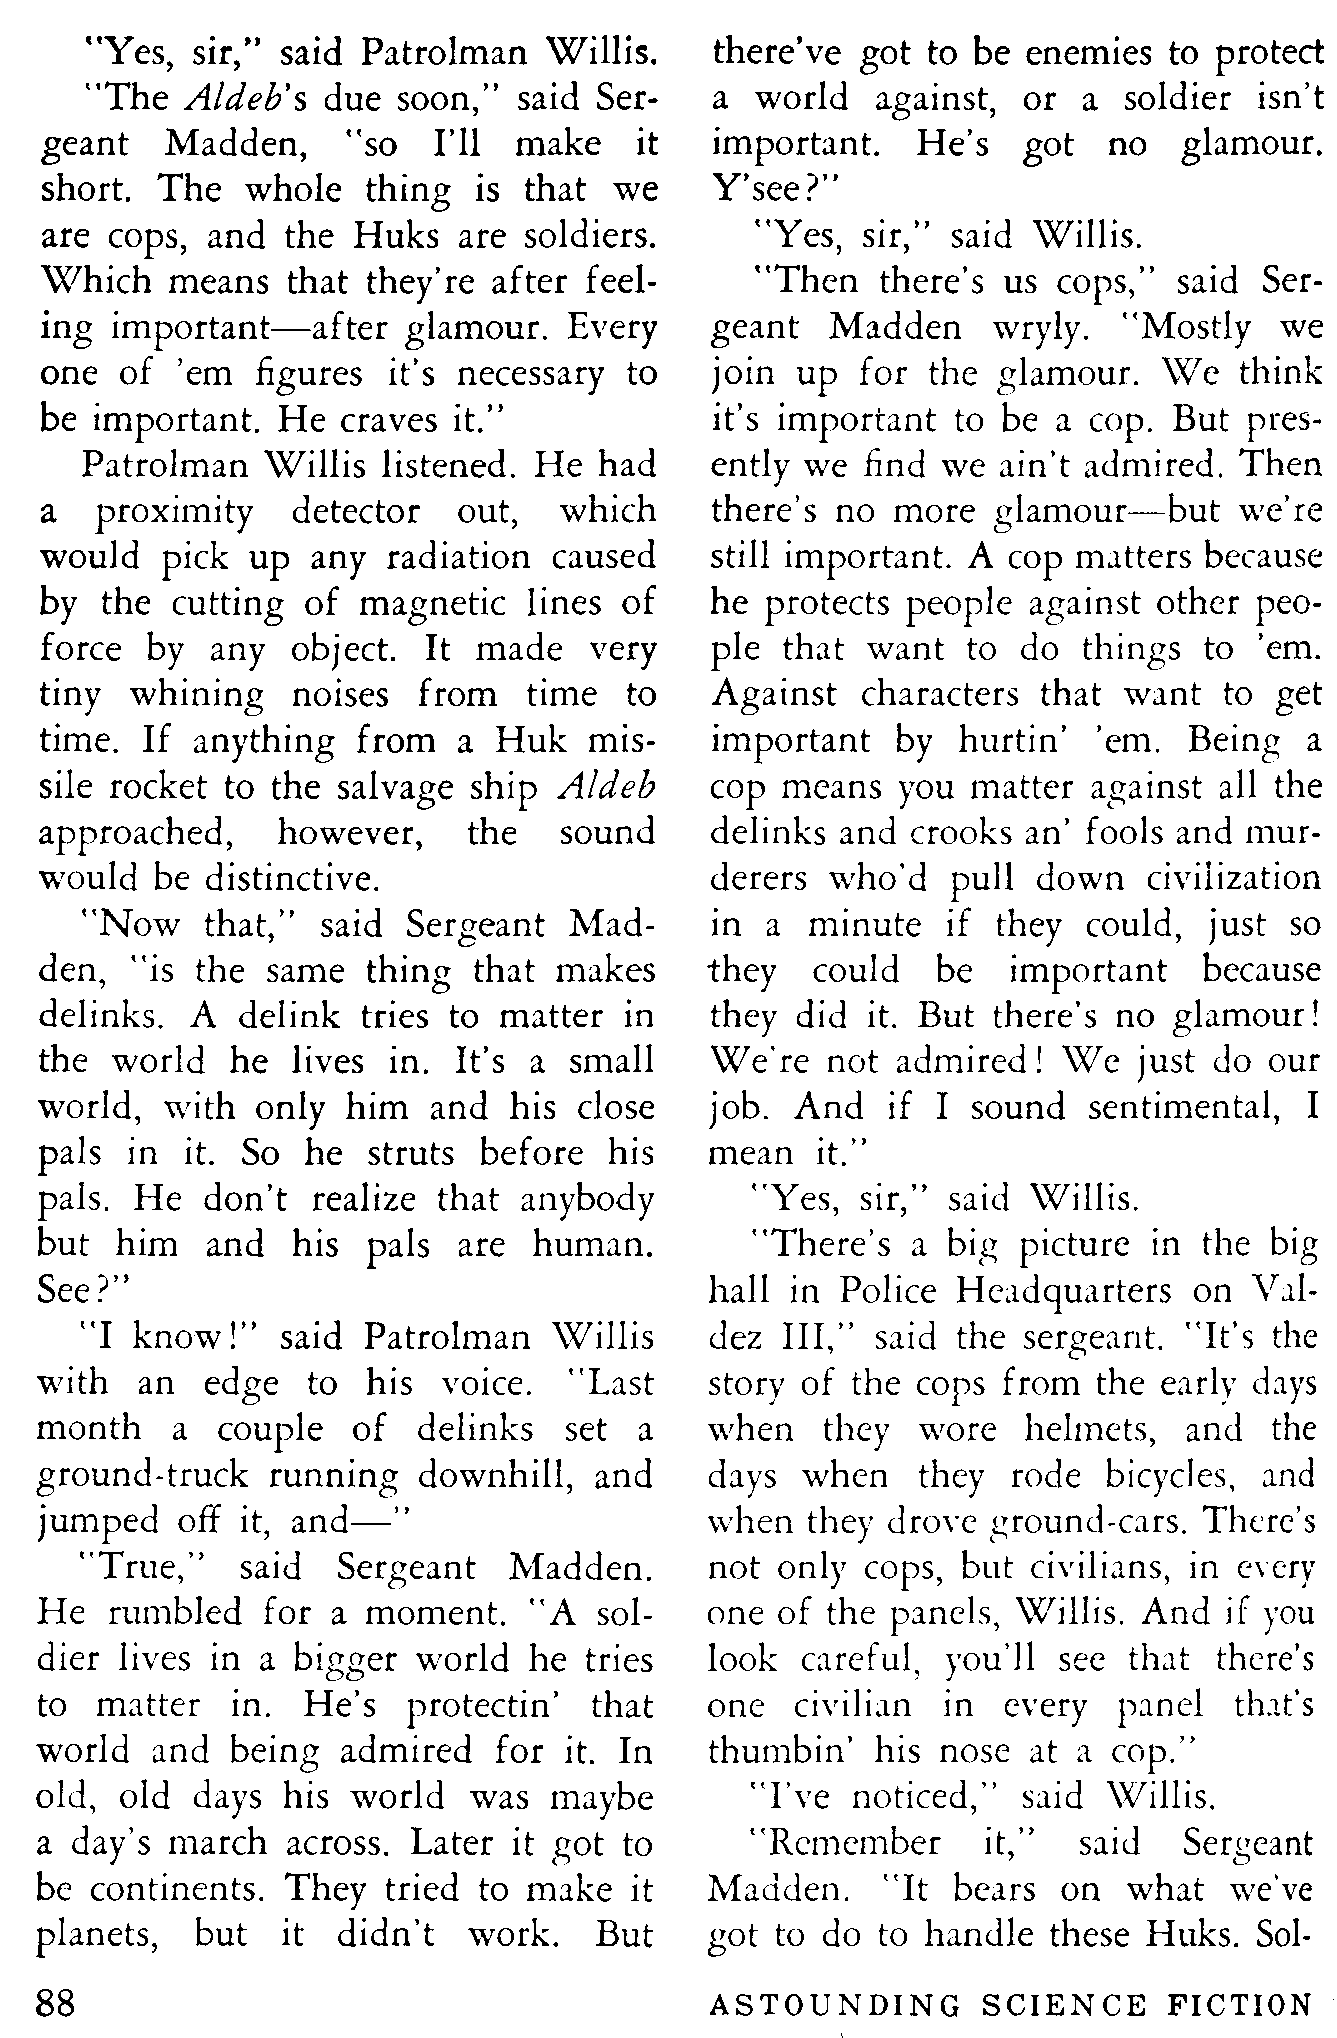 "Yes, sir," said Patrolman Willis.
"The Aldeb's due soon," said Ser-
geant Madden, "so I'll make it
short. The whole thing is that we
are cops, and the Huks are soldiers.
Which means that they're after feel-
ing important—after glamour. Every
one of 'em figures it's necessary to
be important. He craves it."
Patrolman Willis listened. He had
a proximity detector out, which
would pick up any radiation caused
by the cutting of magnetic lines of
force by any object. It made very
tiny whining noises from time to
time. If anything from a Huk mis-
sile rocket to the salvage ship Aldeb
approached, however, the sound
would be distinctive.
"Now that," said Sergeant Mad-
den, "is the same thing that makes
delinks. A delink tries to matter in
the world he lives in. It's a small
world, with only him and his close
pals in it. So he struts before his
pals. He don't realize that anybody
but him and his pals are human.
See?"
"I know!" said Patrolman Willis
with an edge to his voice. "Last
month a couple of delinks set a
ground-truck running downhill, and
jumped off it, and—"
"True," said Sergeant Madden.
He rumbled for a moment. "A sol-
dier lives in a bigger world he tries
to matter in. He's protectin' that
world and being admired for it. In
old, old days his world was maybe
a day's march across. Later it got to
be continents. They tried to make it
planets, but it didn't work. But
there've got to be enemies to protect
a world against, or a soldier isn't
important. He's got no glamour.
Y'see?"
"Yes, sir," said Willis.
"Then there's us cops," said Ser-
geant Madden wryly. "Mostly we
join up for the glamour. We think
it's important to be a cop. But pres-
ently we find we ain't admired. Then
there's no more glamour—but we're
still important. A cop matters because
he protects people against other peo-
ple that want to do things to 'em.
Against characters that want to get
important by hurtin' 'em. Being a
cop means you matter against all the
delinks and crooks an' fools and mur-
derers who'd pull down civilization
in a minute if they could, just so
they could be important because
they did it. But there's no glamour!
We're not admired! We just do our
job. And if I sound sentimental, I
mean it."
"Yes, sir," said Willis.
"There's a big picture in the big
hall in Police Headquarters on Val-
dez III," said the sergeant. "It's the
story of the cops from the early days
when they wore helmets, and the
days when they rode bicycles, and
when they drove ground-cars. There's
not only cops, but civilians, in every
one of the panels, Willis. And if you
look careful, you'll see that there's
one civilian in every panel that's
thumbin' his nose at a cop."
"I've noticed," said Willis.
"Remember it," said Sergeant
Madden. "It bears on what we've
got to do to handle these Huks. Sol-
88
ASTOUNDING SCIENCE FICTION